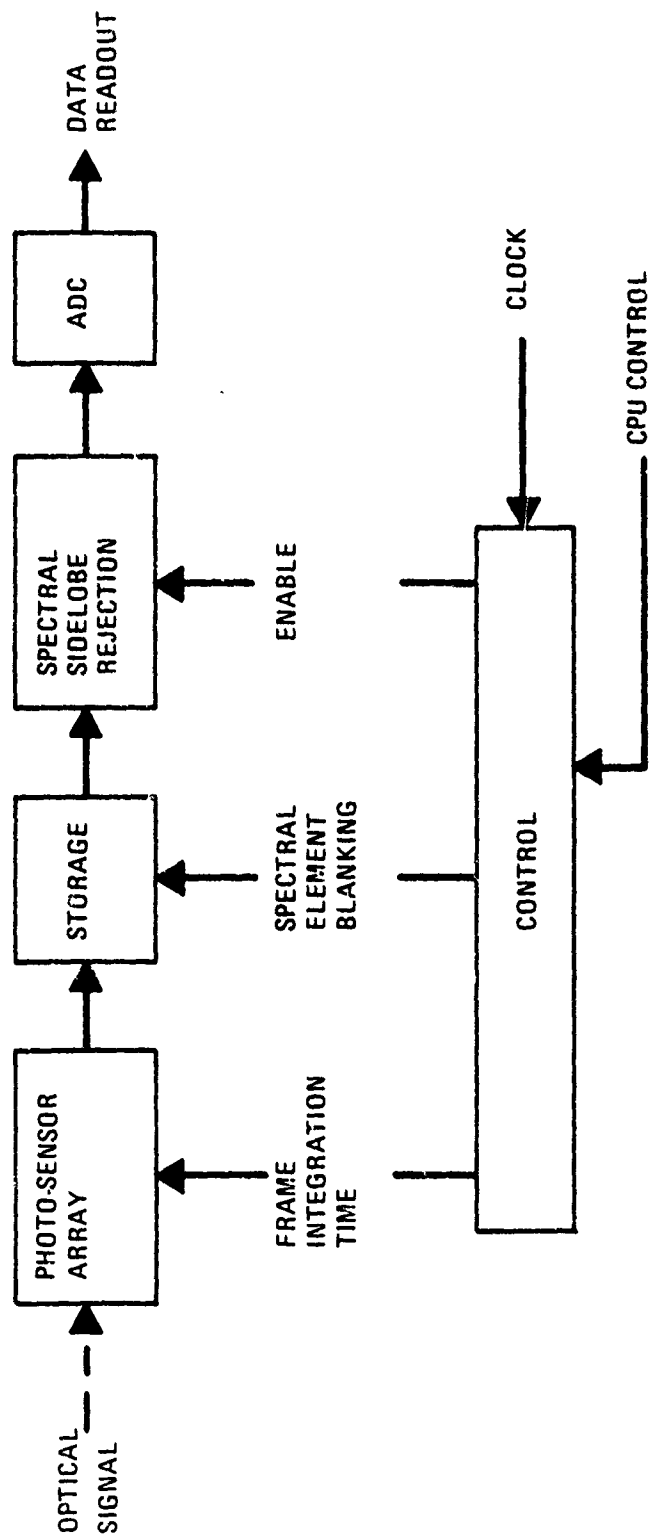 OPTICAL
SIGNAL
PHOTO-SENSOR
ARRAY
STORAGE
SPECTRAL
SIDELOBE
REJECTION
ADC
DATA
READOUT
FRAME
INTEGRATION
TIME
SPECTRAL
ELEMENT
BLANKING
ENABLE
CONTROL
CLOCK
CPU CONTROL